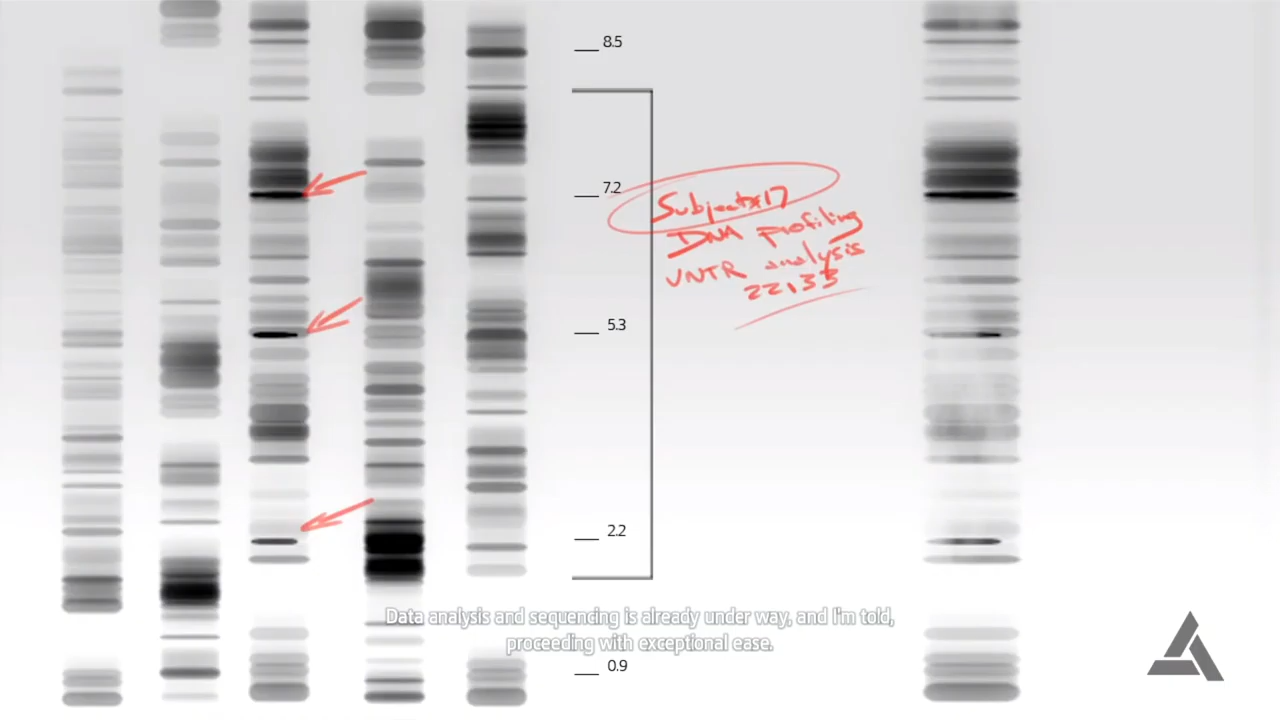 8.5
7.2
Subject#17
DNA profiling
VNTR analysis
22133
5.3
2.2
Data analysis and sequencing is already under way, and I'm told,
proceeding with exceptional ease.
0.9